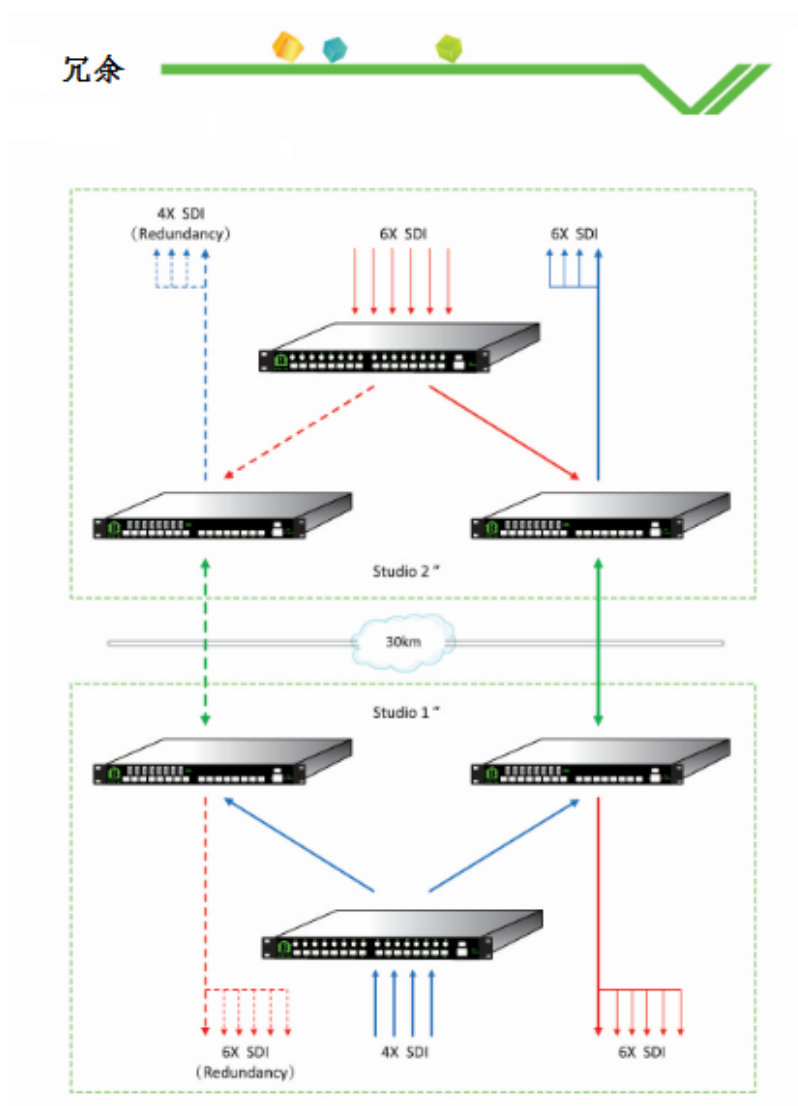 冗余
4X SDI
（Redundancy）
6X SDI
6X SDI
Studio 2 "
30km
Studio 1 "
6X SDI
（Redundancy）
4X SDI
6X SDI